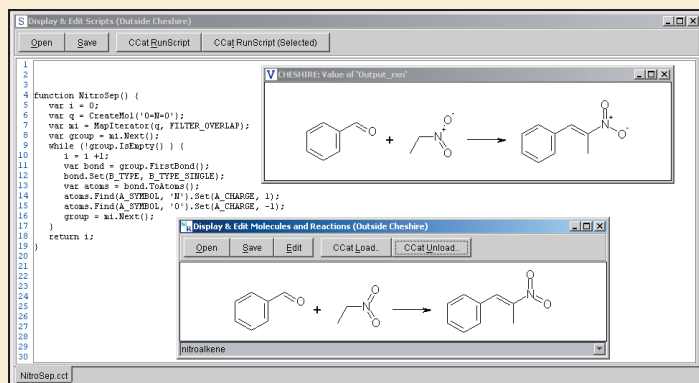 S Display & Edit Scripts (Outside Cheshire)
Open Save CCat RunScript CCat RunScript (Selected)
1
2
3
4 function NitroSep() {
5 var i = 0;
6 var q = CreateMol('O=N=O');
7 var mi = MapIterator(q, FILTER_OVERLAP);
8 var group = mi.Next();
9 while (!group.IsEmpty() ) {
10 i = i +1;
11 var bond = group.FirstBond();
12 bond.Set(B_TYPE, B_TYPE_SINGLE);
13 var atoms = bond.ToAtoms();
14 atoms.Find(A_SYMBOL, 'N').Set(A_CHARGE, 1);
15 atoms.Find(A_SYMBOL, 'O').Set(A_CHARGE, -1);
16 group = mi.Next();
17 }
18 return i;
19 }
20
21
22
23
24
25
26
27
28
29
30
NitroSep.cct
V CHESHIRE: Value of 'Output_rxn'
O + O- N+ O O N+ O-
Display & Edit Molecules and Reactions (Outside Cheshire)
Open Save Edit CCat Load.. CCat Unload..
O + O N O O N O
nitroalkene